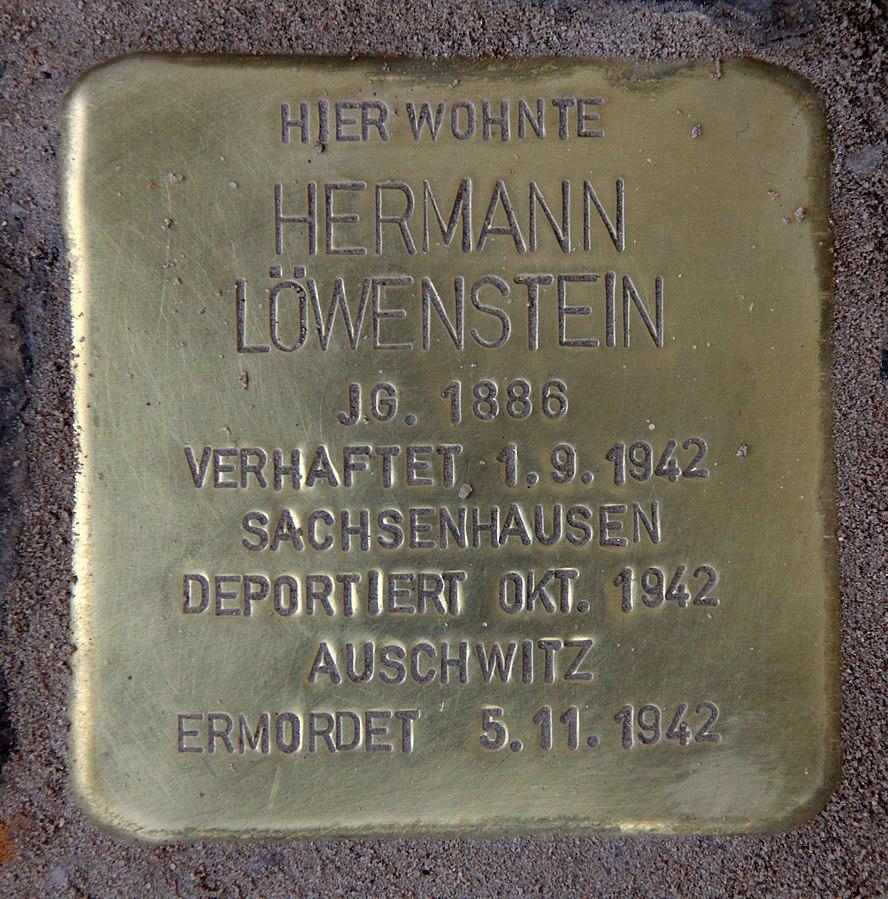 HIER WOHNTE
HERMANN
LÖWENSTEIN
JG. 1886
VERHAFTET 1.9.1942
SACHSENHAUSEN
DEPORTIERT OKT. 1942
AUSCHWITZ
ERMORDET 5.11.1942